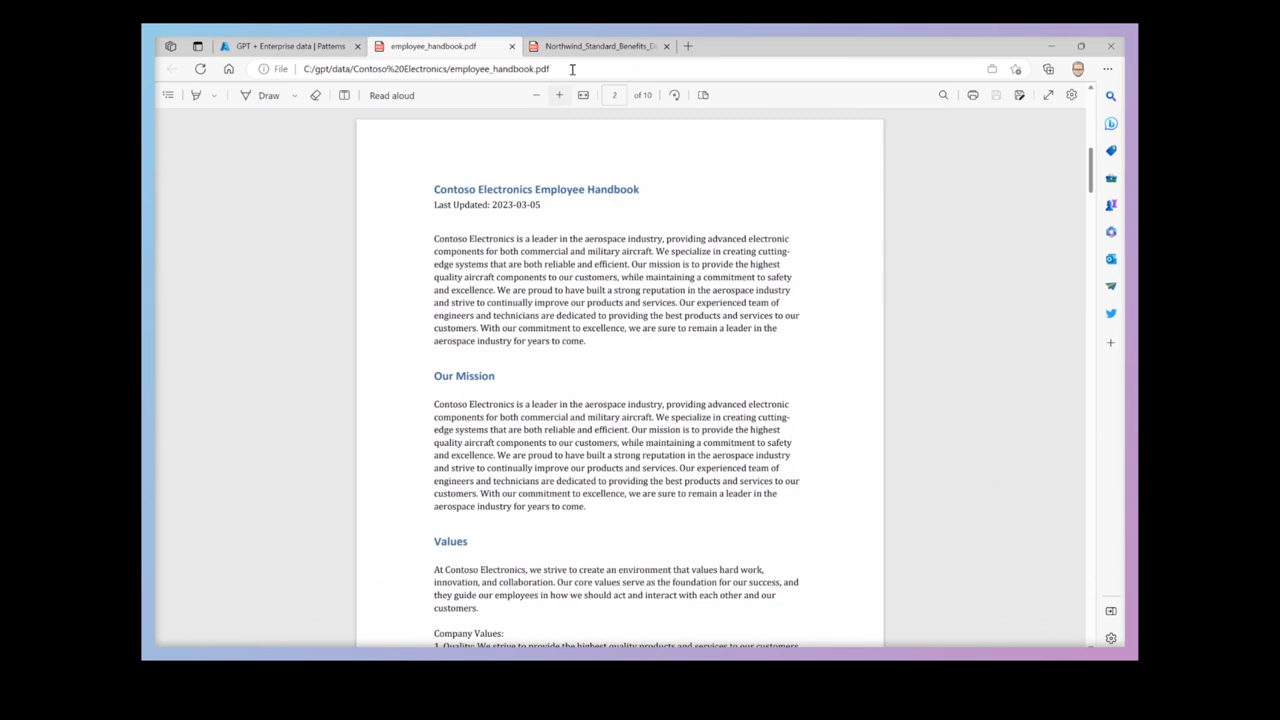 GPT + Enterprise data | Patterns
employee_handbook.pdf
Northwind_Standard_Benefits_D
File
C:/gpt/data/Contoso%20Electronics/employee_handbook.pdf
Draw
Read aloud
2 of 10
Contoso Electronics Employee Handbook
Last Updated: 2023-03-05
Contoso Electronics is a leader in the aerospace industry, providing advanced electronic
components for both commercial and military aircraft. We specialize in creating cutting-
edge systems that are both reliable and efficient. Our mission is to provide the highest
quality aircraft components to our customers, while maintaining a commitment to safety
and excellence. We are proud to have built a strong reputation in the aerospace industry
and strive to continually improve our products and services. Our experienced team of
engineers and technicians are dedicated to providing the best products and services to our
customers. With our commitment to excellence, we are sure to remain a leader in the
aerospace industry for years to come.
Our Mission
Contoso Electronics is a leader in the aerospace industry, providing advanced electronic
components for both commercial and military aircraft. We specialize in creating cutting-
edge systems that are both reliable and efficient. Our mission is to provide the highest
quality aircraft components to our customers, while maintaining a commitment to safety
and excellence. We are proud to have built a strong reputation in the aerospace industry
and strive to continually improve our products and services. Our experienced team of
engineers and technicians are dedicated to providing the best products and services to our
customers. With our commitment to excellence, we are sure to remain a leader in the
aerospace industry for years to come.
Values
At Contoso Electronics, we strive to create an environment that values hard work,
innovation, and collaboration. Our core values serve as the foundation for our success, and
they guide our employees in how we should act and interact with each other and our
customers.
Company Values:
1. Quality: We strive to provide the highest quality products and services to our customers